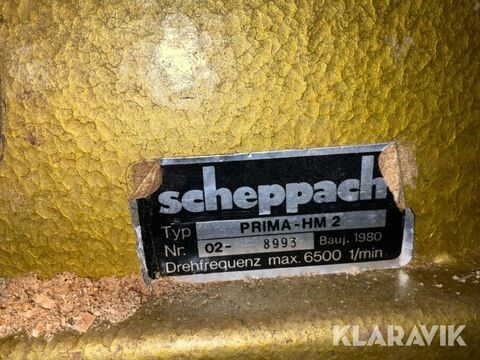 scheppach
Typ PRIMA-HM 2
Nr. 02- 8993 Bauj. 1980
Drehfrequenz max. 6500 1/min
KLARAVIK